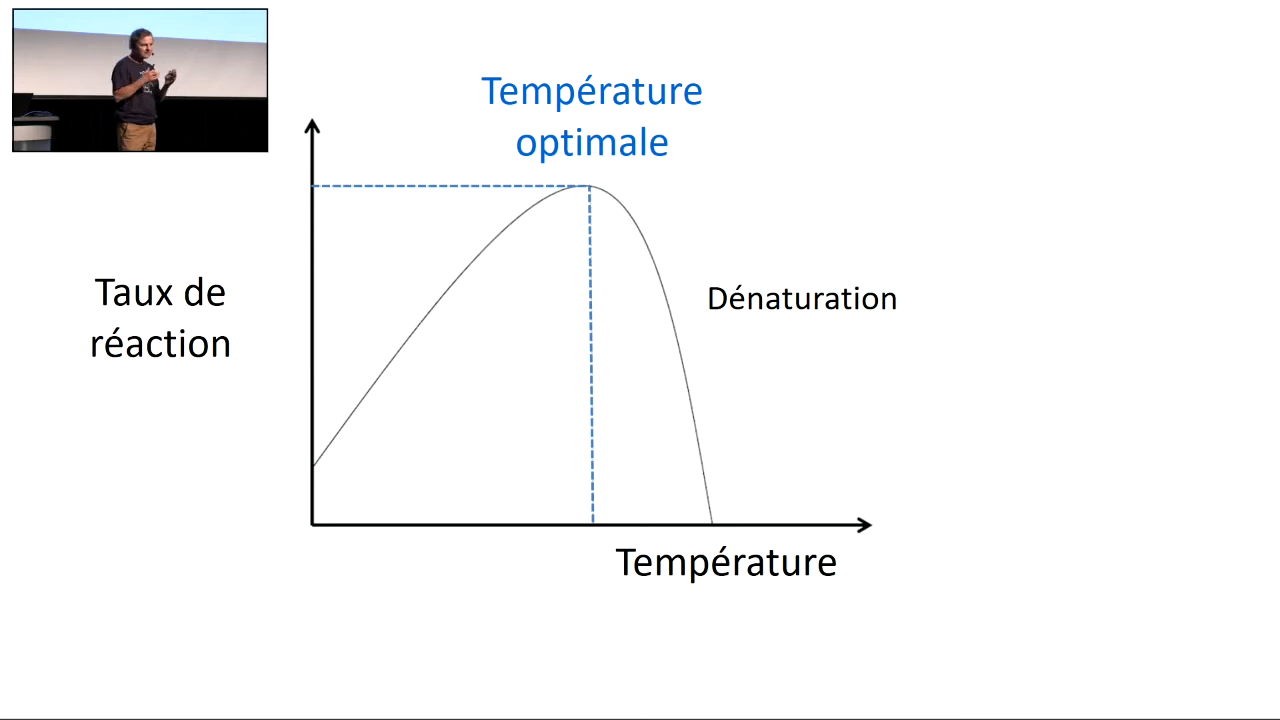 Température
optimale
Taux de
réaction
Dénaturation
Température